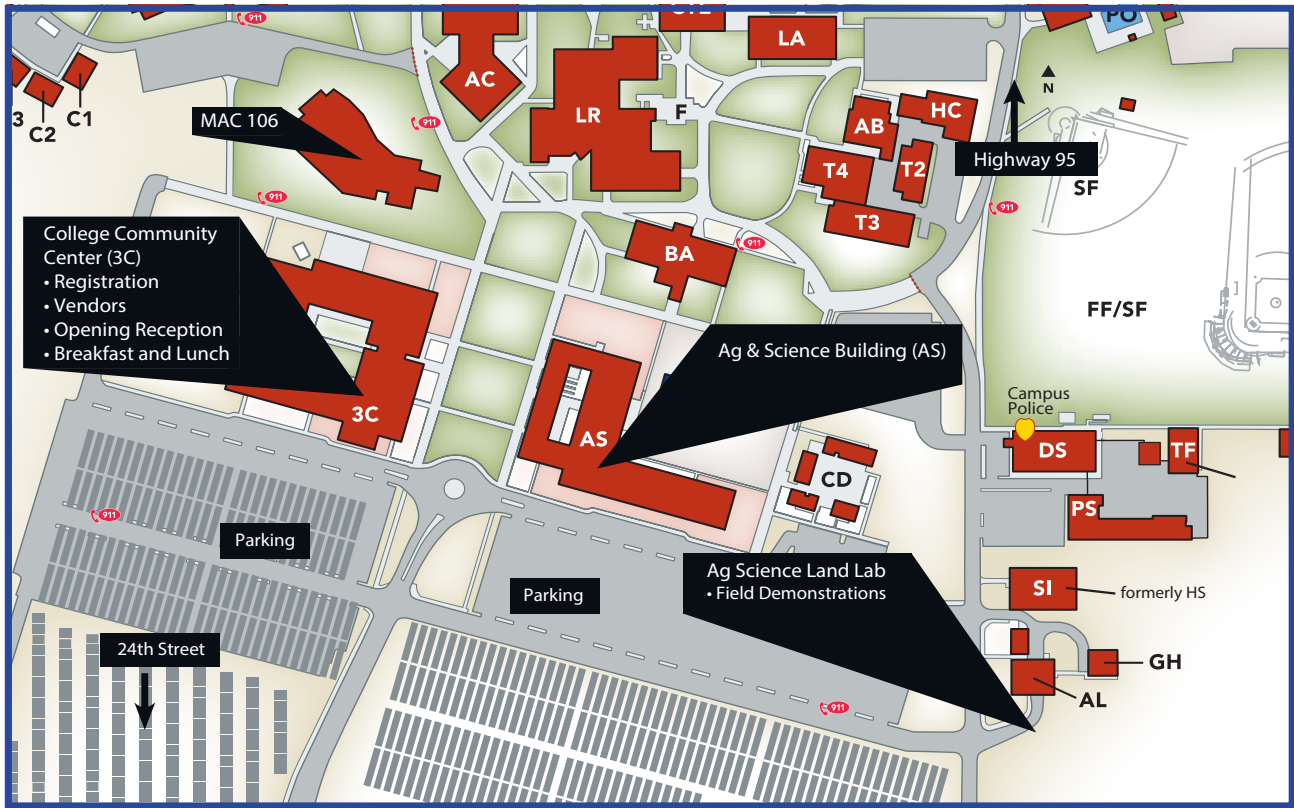 911
PO
LA
AC
N
HC
3 C2 C1
MAC 106
LR
F
AB
911
Highway 95
T4
T2
SF
911
911
T3
College Community
Center (3C)
• Registration
• Vendors
• Opening Reception
• Breakfast and Lunch
BA
911
FF/SF
Ag & Science Building (AS)
Campus
Police
3C
AS
DS
TF
CD
PS
911
Parking
Ag Science Land Lab
• Field Demonstrations
SI
formerly HS
Parking
24th Street
GH
AL
911